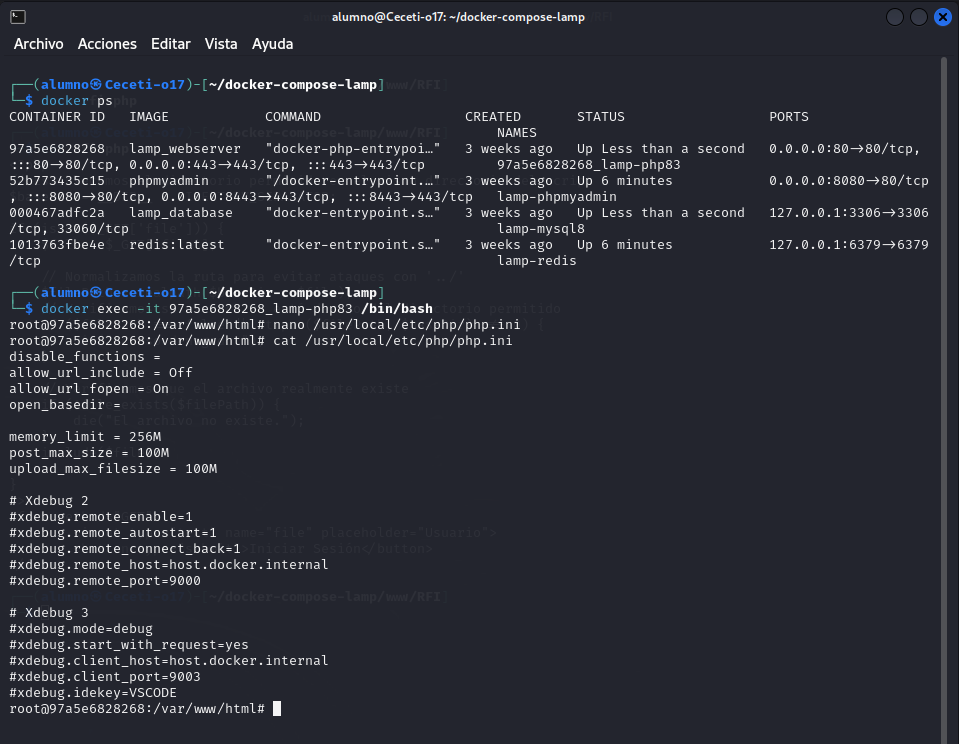 alumno@Ceceti-o17: ~/docker-compose-lamp
Archivo Acciones Editar Vista Ayuda
┌──(alumno㉿Ceceti-o17)-[~/docker-compose-lamp]
└─$ docker ps
CONTAINER ID   IMAGE            COMMAND                  CREATED       STATUS                  PORTS
NAMES
97a5e6828268   lamp_webserver   "docker-php-entrypoi…"   3 weeks ago   Up Less than a second   0.0.0.0:80->80/tcp,
:::80->80/tcp, 0.0.0.0:443->443/tcp, :::443->443/tcp         97a5e6828268_lamp-php83
52b773435c15   phpmyadmin       "/docker-entrypoint.…"   3 weeks ago   Up 6 minutes            0.0.0.0:8080->80/tcp
, :::8080->80/tcp, 0.0.0.0:8443->443/tcp, :::8443->443/tcp   lamp-phpmyadmin
000467adfc2a   lamp_database    "docker-entrypoint.s…"   3 weeks ago   Up Less than a second   127.0.0.1:3306->3306
/tcp, 33060/tcp                                              lamp-mysql8
1013763fbe4e   redis:latest     "docker-entrypoint.s…"   3 weeks ago   Up 6 minutes            127.0.0.1:6379->6379
/tcp                                                         lamp-redis
┌──(alumno㉿Ceceti-o17)-[~/docker-compose-lamp]
└─$ docker exec -it 97a5e6828268_lamp-php83 /bin/bash
root@97a5e6828268:/var/www/html# nano /usr/local/etc/php/php.ini
root@97a5e6828268:/var/www/html# cat /usr/local/etc/php/php.ini
disable_functions =
allow_url_include = Off
allow_url_fopen = On
open_basedir =
memory_limit = 256M
post_max_size = 100M
upload_max_filesize = 100M
# Xdebug 2
#xdebug.remote_enable=1
#xdebug.remote_autostart=1
#xdebug.remote_connect_back=1
#xdebug.remote_host=host.docker.internal
#xdebug.remote_port=9000
# Xdebug 3
#xdebug.mode=debug
#xdebug.start_with_request=yes
#xdebug.client_host=host.docker.internal
#xdebug.client_port=9003
#xdebug.idekey=VSCODE
root@97a5e6828268:/var/www/html#